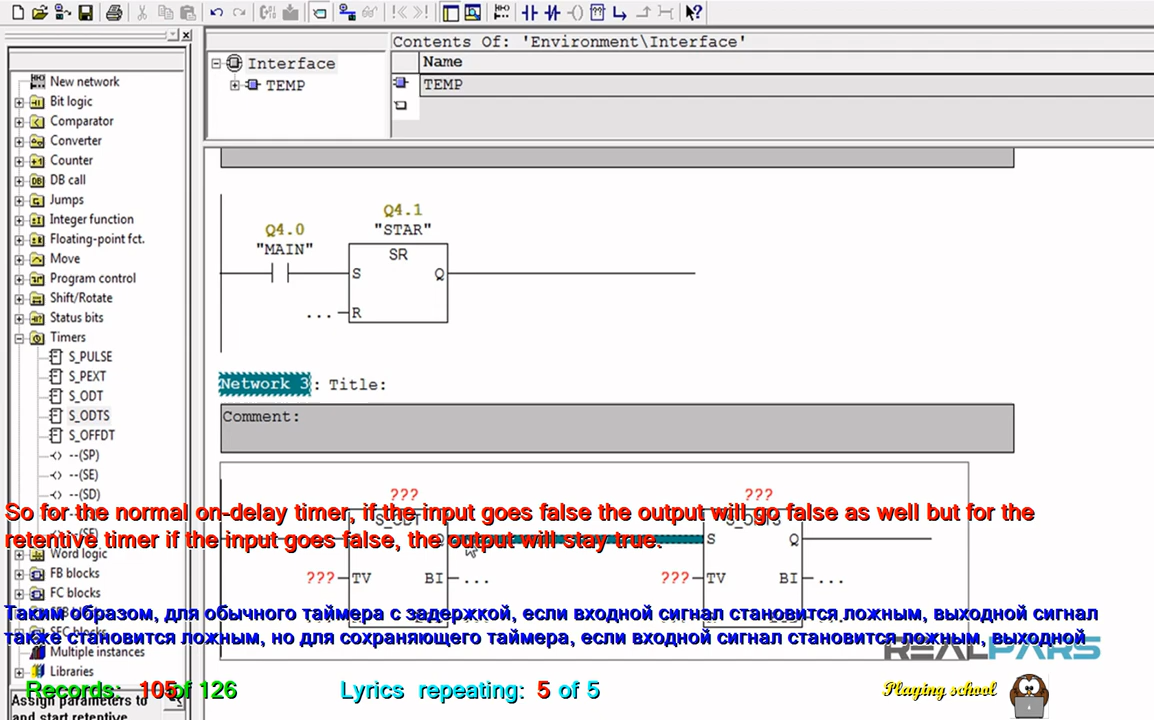 Contents Of: 'Environment\Interface'
Interface
TEMP
Name
TEMP
New network
Bit logic
Comparator
Converter
Counter
DB call
Jumps
Integer function
Floating-point fct.
Move
Program control
Shift/Rotate
Status bits
Timers
S_PULSE
S_PEXT
S_ODT
S_ODTS
S_OFFDT
--(SP)
--(SE)
--(SD)
Word logic
FB blocks
FC blocks
Multiple instances
Libraries
Assign parameters to
and start retentive
Q4.0
"MAIN"
Q4.1
"STAR"
SR
S
Q
... R
Network 3 : Title:
Comment:
???
???
S Q
??? TV BI ...
??? TV BI ...
So for the normal on-delay timer, if the input goes false the output will go false as well but for the
retentive timer if the input goes false, the output will stay true.
Таким образом, для обычного таймера с задержкой, если входной сигнал становится ложным, выходной сигнал
также становится ложным, но для сохраняющего таймера, если входной сигнал становится ложным, выходной
REALPARS
Records: 105 of 126
Lyrics repeating: 5 of 5
Playing school